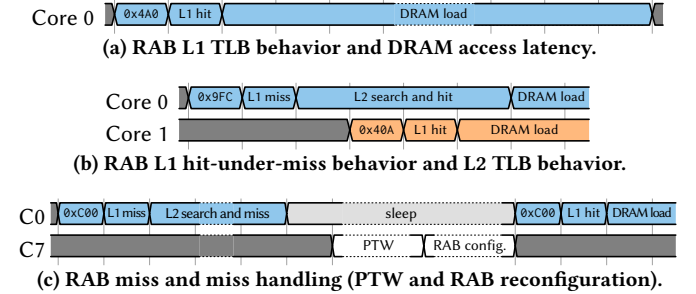 Core 0 0x4A0 L1 hit DRAM load
(a) RAB L1 TLB behavior and DRAM access latency.
Core 0 0x9FC L1 miss L2 search and hit DRAM load
Core 1 0x40A L1 hit DRAM load
(b) RAB L1 hit-under-miss behavior and L2 TLB behavior.
C0 0xC00 L1 miss L2 search and miss sleep 0xC00 L1 hit DRAM load
C7 PTW RAB config.
(c) RAB miss and miss handling (PTW and RAB reconfiguration).